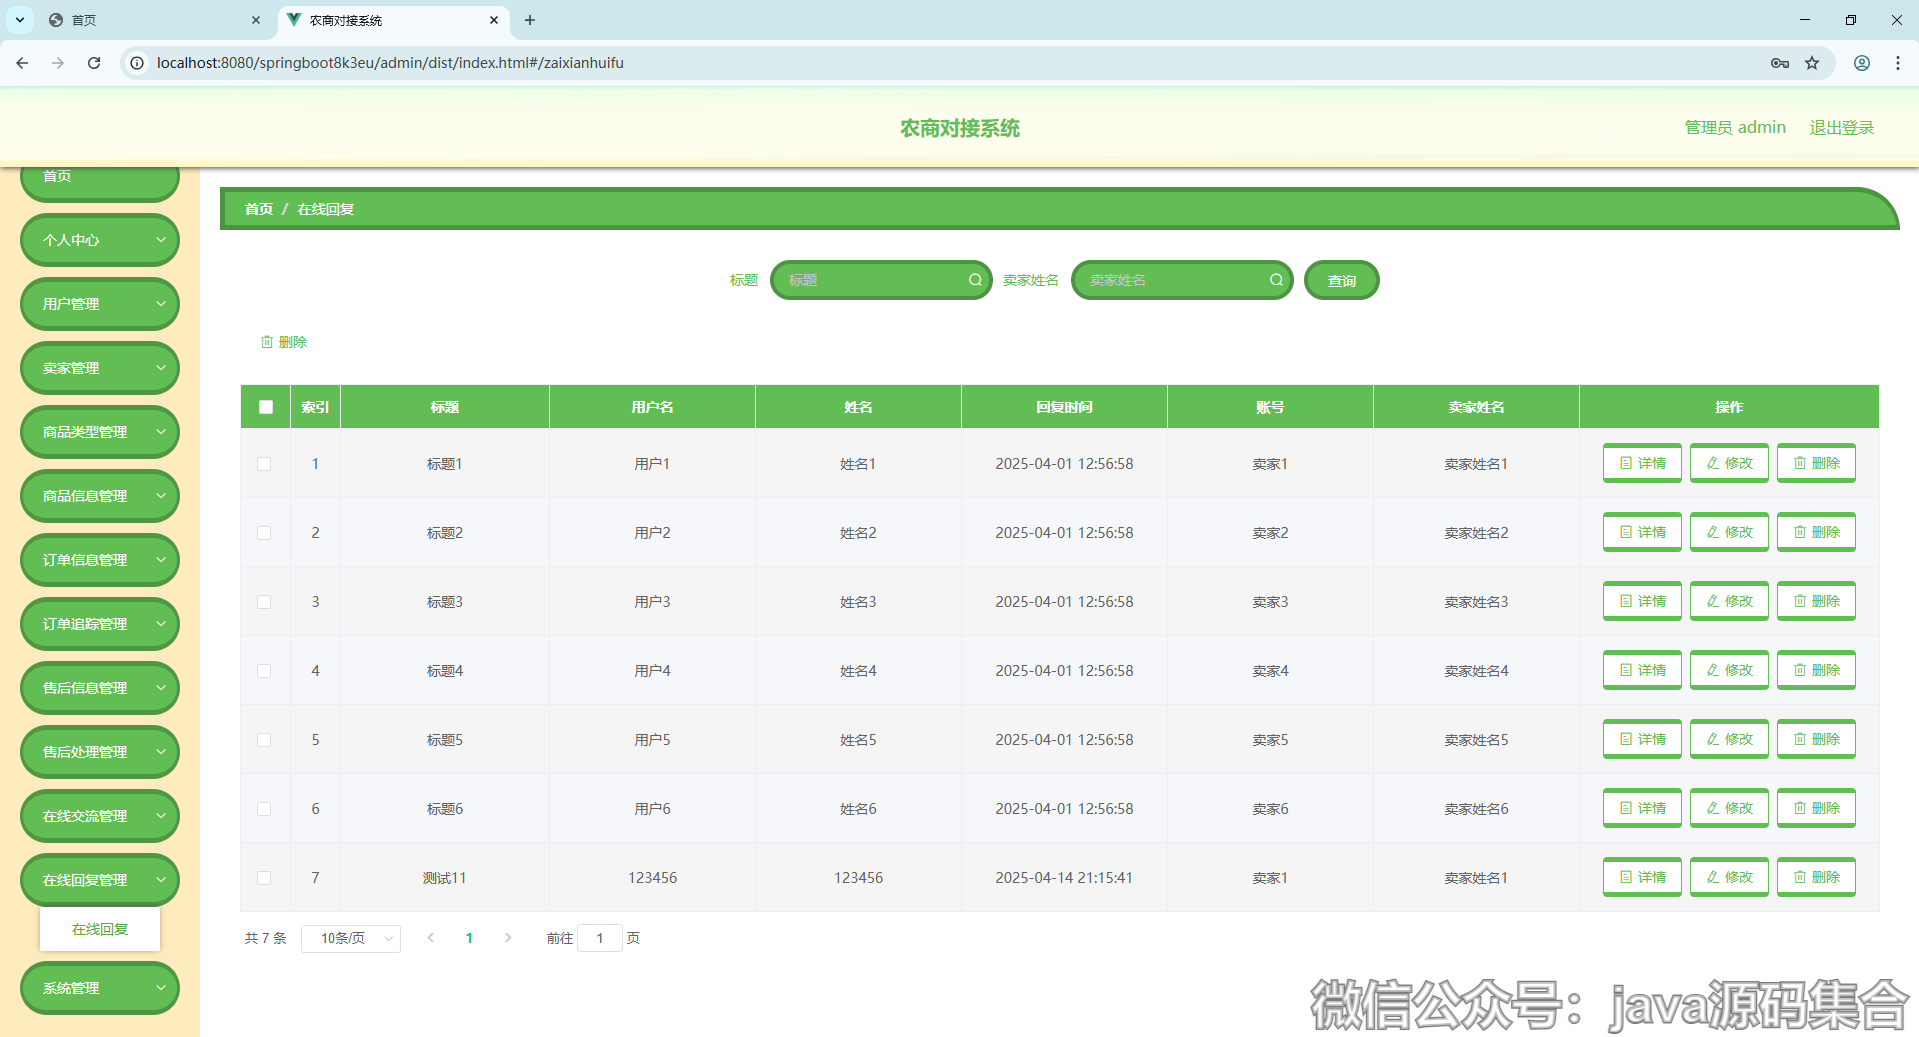 首页
农商对接系统
localhost:8080/springboot8k3eu/admin/dist/index.html#/zaixianhuifu
农商对接系统
管理员 admin 退出登录
首页
个人中心
用户管理
卖家管理
商品类型管理
商品信息管理
订单信息管理
订单追踪管理
售后信息管理
售后处理管理
在线交流管理
在线回复管理
在线回复
系统管理
首页 / 在线回复
标题 标题 卖家姓名 卖家姓名 查询
删除
索引 标题 用户名 姓名 回复时间 账号 卖家姓名 操作
1 标题1 用户1 姓名1 2025-04-01 12:56:58 卖家1 卖家姓名1 详情 修改 删除
2 标题2 用户2 姓名2 2025-04-01 12:56:58 卖家2 卖家姓名2 详情 修改 删除
3 标题3 用户3 姓名3 2025-04-01 12:56:58 卖家3 卖家姓名3 详情 修改 删除
4 标题4 用户4 姓名4 2025-04-01 12:56:58 卖家4 卖家姓名4 详情 修改 删除
5 标题5 用户5 姓名5 2025-04-01 12:56:58 卖家5 卖家姓名5 详情 修改 删除
6 标题6 用户6 姓名6 2025-04-01 12:56:58 卖家6 卖家姓名6 详情 修改 删除
7 测试11 123456 123456 2025-04-14 21:15:41 卖家1 卖家姓名1 详情 修改 删除
共 7 条 10条/页 1 前往 1 页
微信公众号：java源码集合